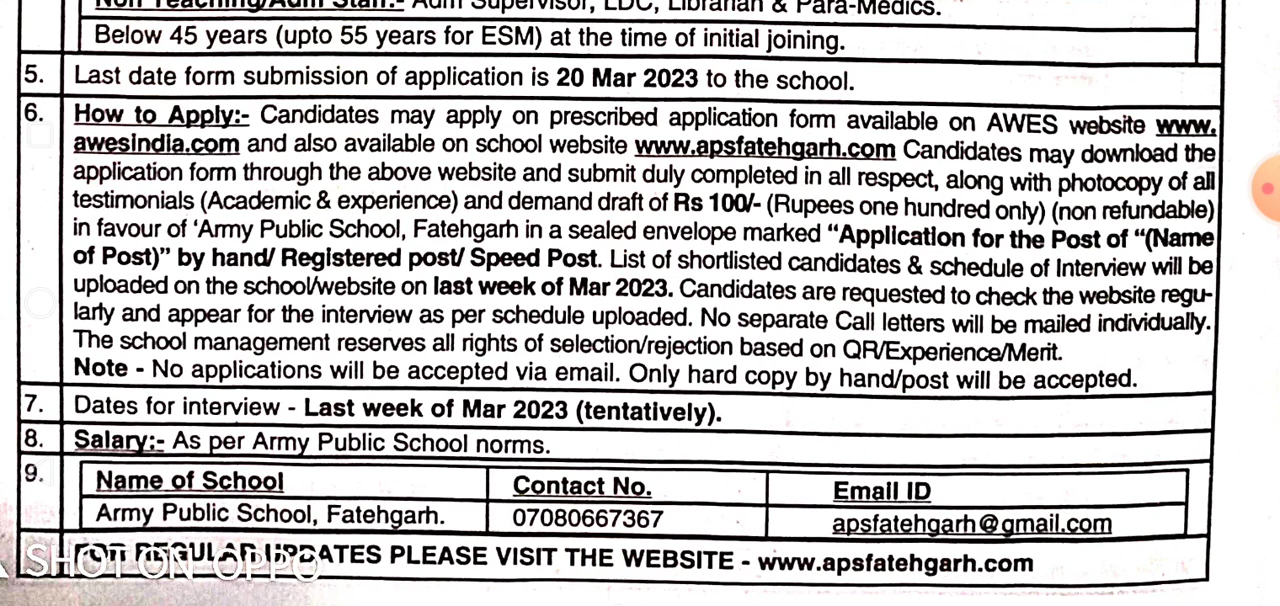 Non Teaching/Adm Staff:- Adm Supervisor, LDC, Librarian & Para-Medics.
Below 45 years (upto 55 years for ESM) at the time of initial joining.
5. Last date form submission of application is 20 Mar 2023 to the school.
6. How to Apply:- Candidates may apply on prescribed application form available on AWES website www.
awesindia.com and also available on school website www.apsfatehgarh.com Candidates may download the
application form through the above website and submit duly completed in all respect, along with photocopy of all
testimonials (Academic & experience) and demand draft of Rs 100/- (Rupees one hundred only) (non refundable)
in favour of 'Army Public School, Fatehgarh in a sealed envelope marked "Application for the Post of "(Name
of Post)" by hand/ Registered post/ Speed Post. List of shortlisted candidates & schedule of Interview will be
uploaded on the school/website on last week of Mar 2023. Candidates are requested to check the website regu-
larly and appear for the interview as per schedule uploaded. No separate Call letters will be mailed individually.
The school management reserves all rights of selection/rejection based on QR/Experience/Merit.
Note - No applications will be accepted via email. Only hard copy by hand/post will be accepted.
7. Dates for interview - Last week of Mar 2023 (tentatively).
8. Salary:- As per Army Public School norms.
9. Name of School Contact No. Email ID
Army Public School, Fatehgarh. 07080667367 apsfatehgarh@gmail.com
FOR REGULAR UPDATES PLEASE VISIT THE WEBSITE - www.apsfatehgarh.com
SHOT ON OPPO